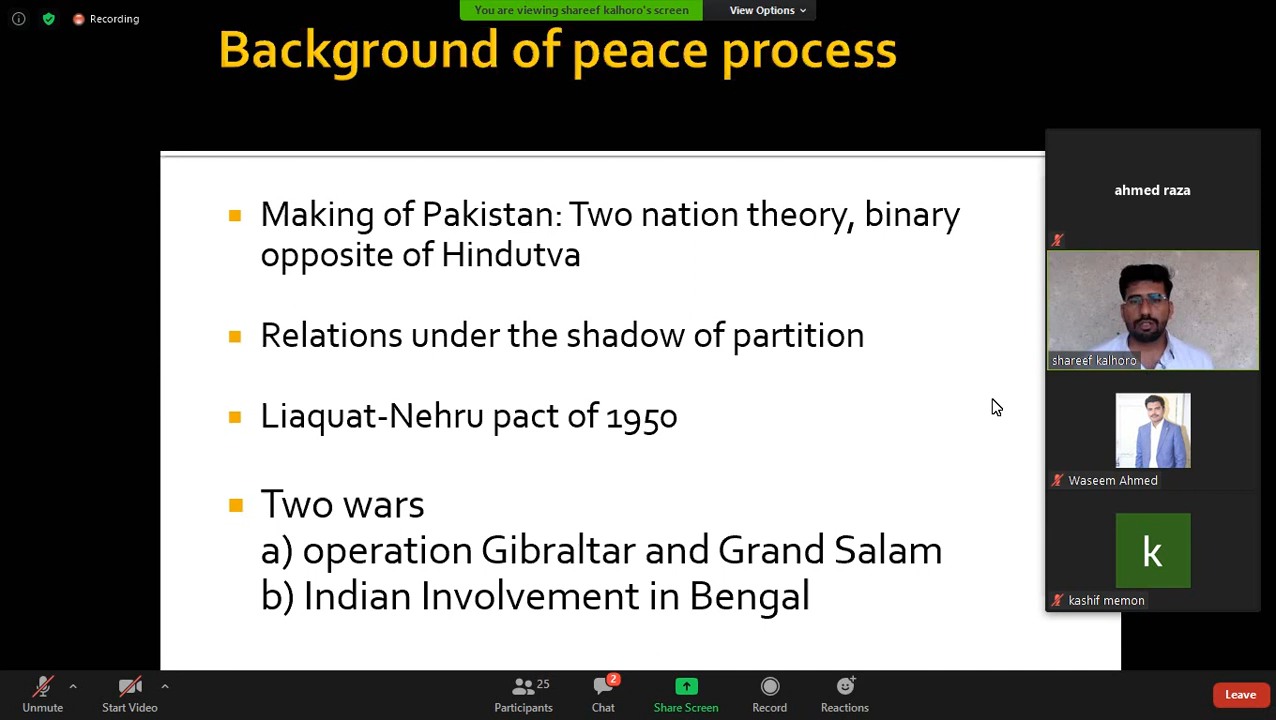 Recording
You are viewing shareef kalhoro's screen
View Options
Background of peace process
Making of Pakistan: Two nation theory, binary
opposite of Hindutva
Relations under the shadow of partition
Liaquat-Nehru pact of 1950
Two wars
a) operation Gibraltar and Grand Salam
b) Indian Involvement in Bengal
ahmed raza
shareef kalhoro
Waseem Ahmed
k
kashif memon
Unmute
Start Video
25
Participants
2
Chat
Share Screen
Record
Reactions
Leave